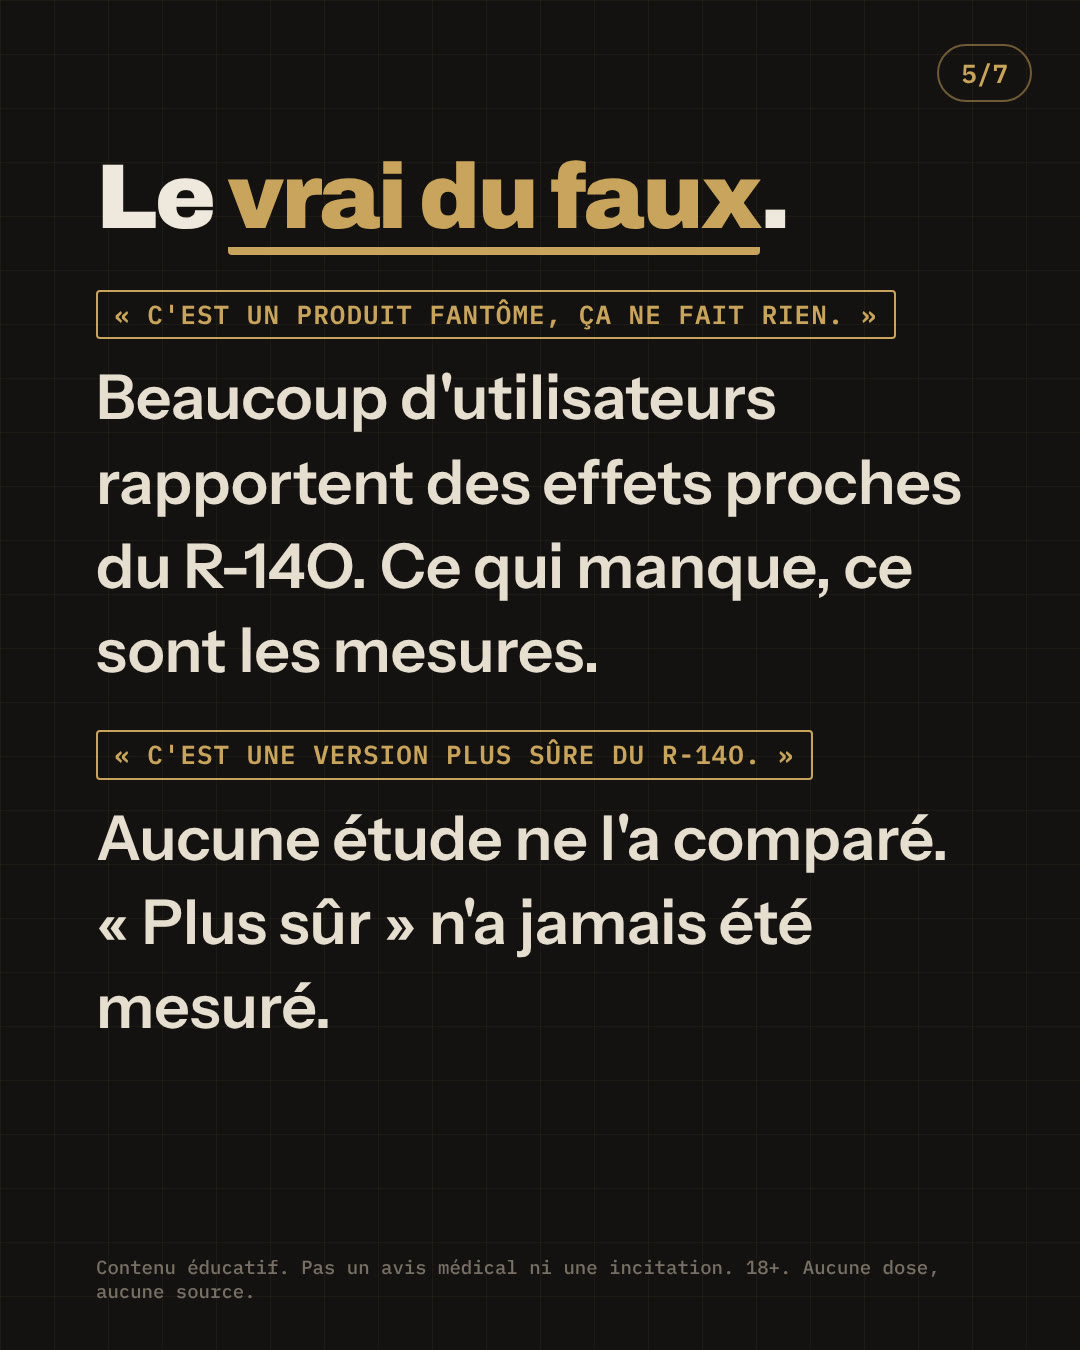 5/7
Le vrai du faux.
« C'EST UN PRODUIT FANTÔME, ÇA NE FAIT RIEN. »
Beaucoup d'utilisateurs
rapportent des effets proches
du R-14O. Ce qui manque, ce
sont les mesures.
« C'EST UNE VERSION PLUS SÛRE DU R-14O. »
Aucune étude ne l'a comparé.
« Plus sûr » n'a jamais été
mesuré.
Contenu éducatif. Pas un avis médical ni une incitation. 18+. Aucune dose,
aucune source.